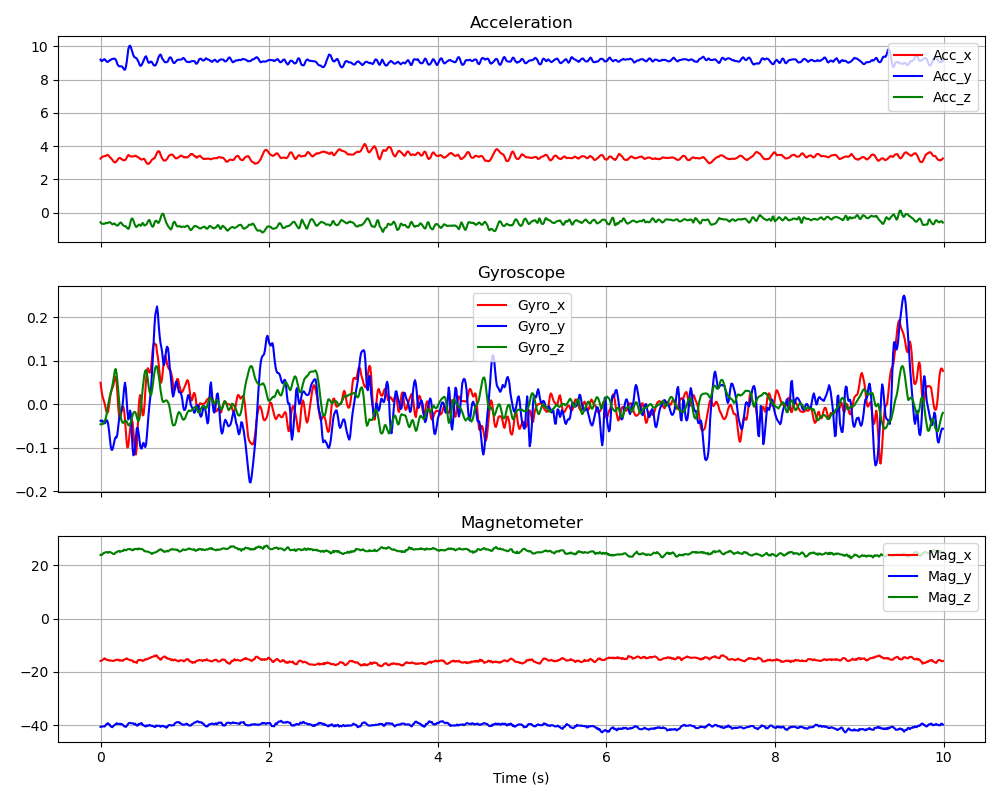 Acceleration
10
8
6
4
2
0
Acc_x
Acc_y
Acc_z
Gyroscope
0.2
0.1
0.0
−0.1
−0.2
Gyro_x
Gyro_y
Gyro_z
Magnetometer
20
0
−20
−40
Mag_x
Mag_y
Mag_z
0 2 4 6 8 10
Time (s)